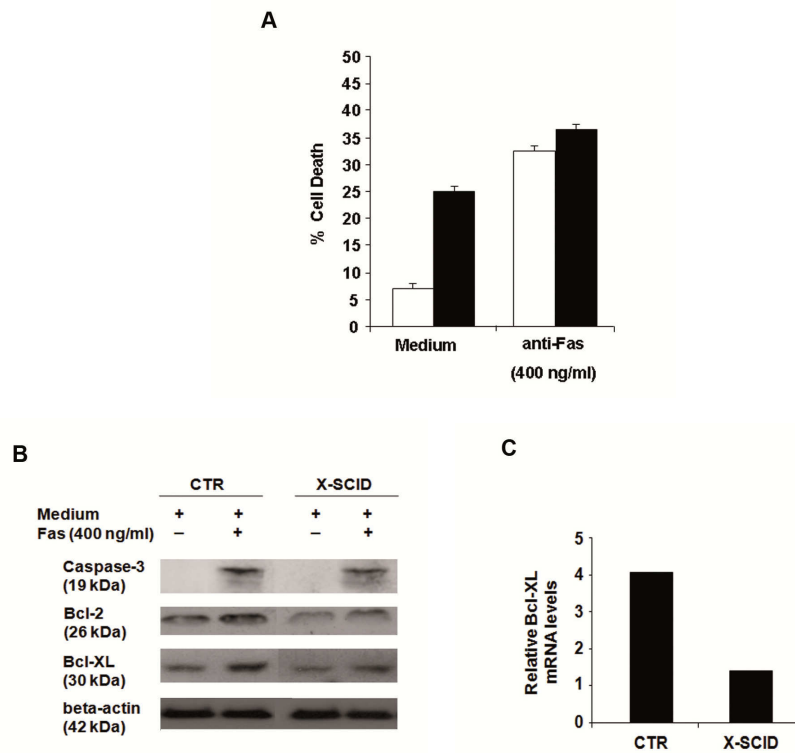 A
% Cell Death
50
45
40
35
30
25
20
15
10
5
0
Medium
anti-Fas
(400 ng/ml)
B
CTR X-SCID
Medium + + + +
Fas (400 ng/ml) – + – +
Caspase-3
(19 kDa)
Bcl-2
(26 kDa)
Bcl-XL
(30 kDa)
beta-actin
(42 kDa)
C
Relative Bcl-XL
mRNA levels
5
4
3
2
1
0
CTR X-SCID